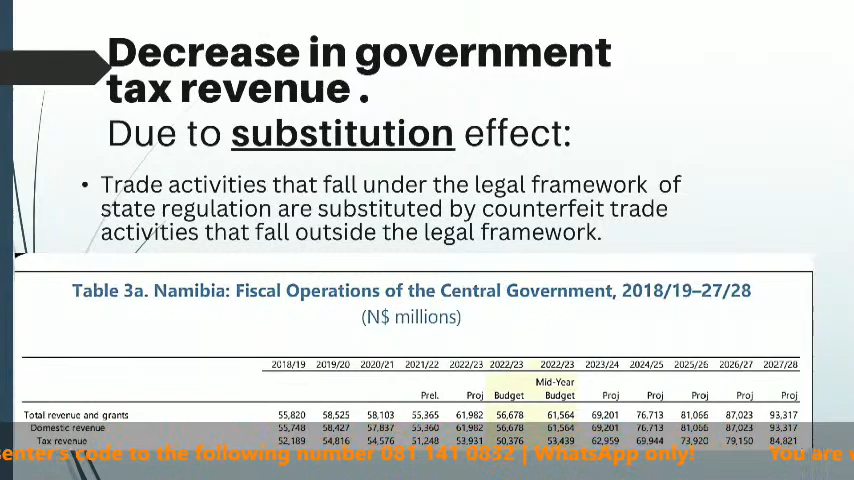 Decrease in government
tax revenue .
Due to substitution effect:
• Trade activities that fall under the legal framework of
state regulation are substituted by counterfeit trade
activities that fall outside the legal framework.
Table 3a. Namibia: Fiscal Operations of the Central Government, 2018/19–27/28
(N$ millions)
2018/19 2019/20 2020/21 2021/22 2022/23 2022/23 2022/23 2023/24 2024/25 2025/26 2026/27 2027/28
Mid-Year
Prel. Proj Budget Budget Proj Proj Proj Proj Proj
Total revenue and grants 55,820 58,525 58,103 55,365 61,982 56,678 61,564 69,201 76,713 81,066 87,023 93,317
Domestic revenue 55,748 58,427 57,837 55,360 61,982 56,678 61,564 69,201 76,713 81,066 87,023 93,317
Tax revenue 52,189 54,816 54,576 51,248 53,931 50,376 53,439 62,959 69,944 73,920 79,150 84,821
enter's code to the following number 081 141 0832 | WhatsApp only! You are